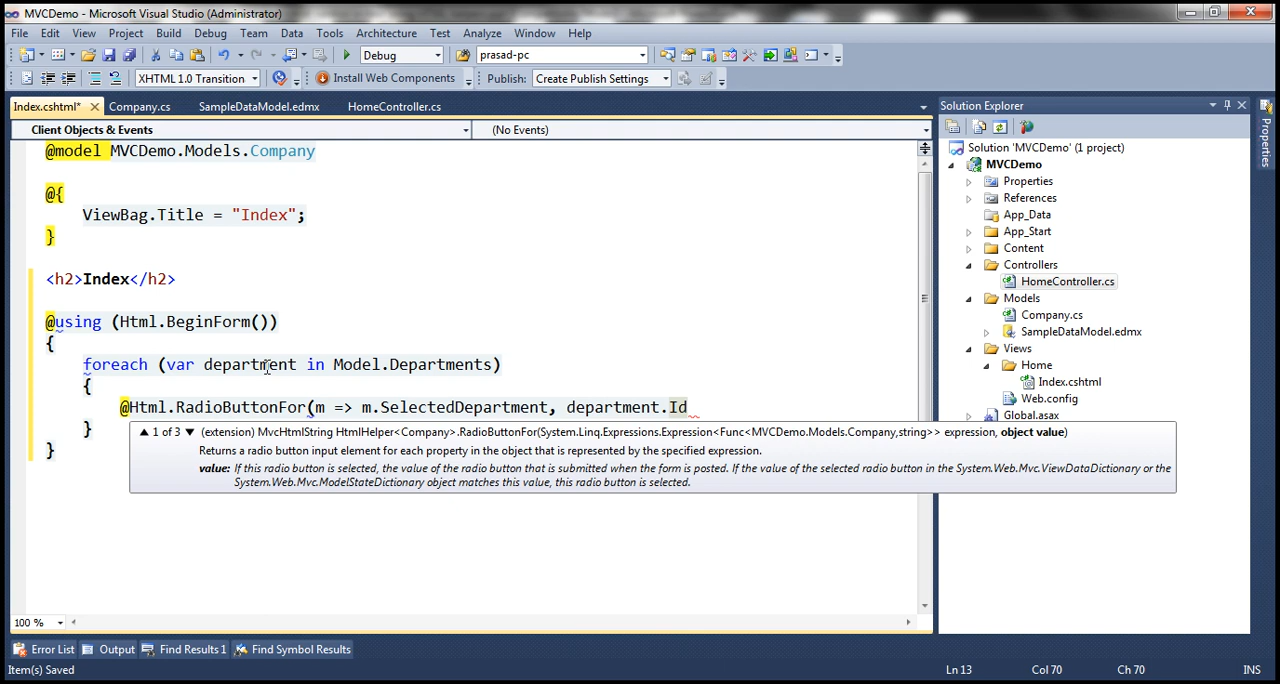 MVCDemo - Microsoft Visual Studio (Administrator)
File Edit View Project Build Debug Team Data Tools Architecture Test Analyze Window Help
Debug prasad-pc
XHTML 1.0 Transition Install Web Components Publish: Create Publish Settings
Index.cshtml* Company.cs SampleDataModel.edmx HomeController.cs
Client Objects & Events (No Events)
@model MVCDemo.Models.Company
@{
ViewBag.Title = "Index";
}
<h2>Index</h2>
@using (Html.BeginForm())
{
foreach (var department in Model.Departments)
{
@Html.RadioButtonFor(m => m.SelectedDepartment, department.Id
}
}
1 of 3 (extension) MvcHtmlString HtmlHelper<Company>.RadioButtonFor(System.Linq.Expressions.Expression<Func<MVCDemo.Models.Company,string>> expression, object value)
Returns a radio button input element for each property in the object that is represented by the specified expression.
value: If this radio button is selected, the value of the radio button that is submitted when the form is posted. If the value of the selected radio button in the System.Web.Mvc.ViewDataDictionary or the
System.Web.Mvc.ModelStateDictionary object matches this value, this radio button is selected.
100 %
Solution Explorer
Solution 'MVCDemo' (1 project)
MVCDemo
Properties
References
App_Data
App_Start
Content
Controllers
HomeController.cs
Models
Company.cs
SampleDataModel.edmx
Views
Home
Index.cshtml
Web.config
Global.asax
Properties
Error List Output Find Results 1 Find Symbol Results
Item(s) Saved Ln 13 Col 70 Ch 70 INS